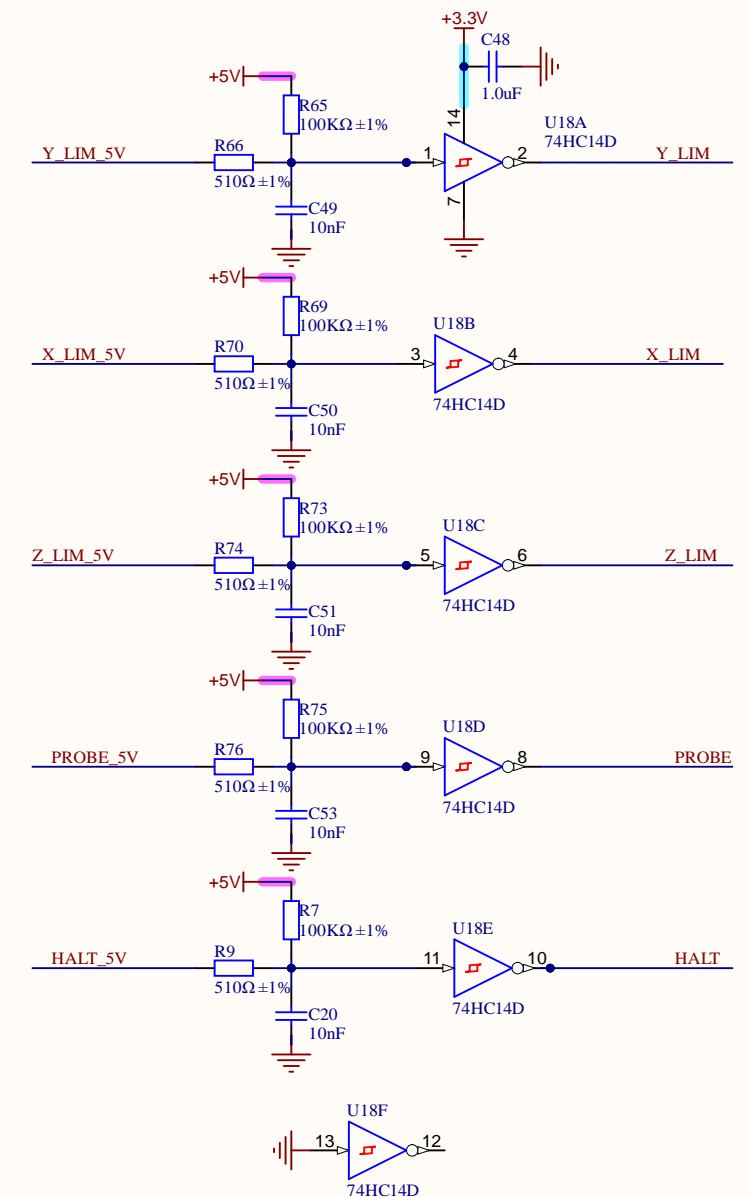 +3.3V
C48
1.0uF
+5V
R65
100KΩ±1%
14
U18A
74HC14D
Y_LIM_5V
R66
510Ω±1%
1
2
Y_LIM
7
C49
10nF
+5V
R69
100KΩ±1%
U18B
X_LIM_5V
R70
510Ω±1%
3
4
X_LIM
74HC14D
C50
10nF
+5V
R73
100KΩ±1%
U18C
Z_LIM_5V
R74
510Ω±1%
5
6
Z_LIM
74HC14D
C51
10nF
+5V
R75
100KΩ±1%
U18D
PROBE_5V
R76
510Ω±1%
9
8
PROBE
74HC14D
C53
10nF
+5V
R7
100KΩ±1%
U18E
HALT_5V
R9
510Ω±1%
11
10
HALT
74HC14D
C20
10nF
U18F
13
12
74HC14D